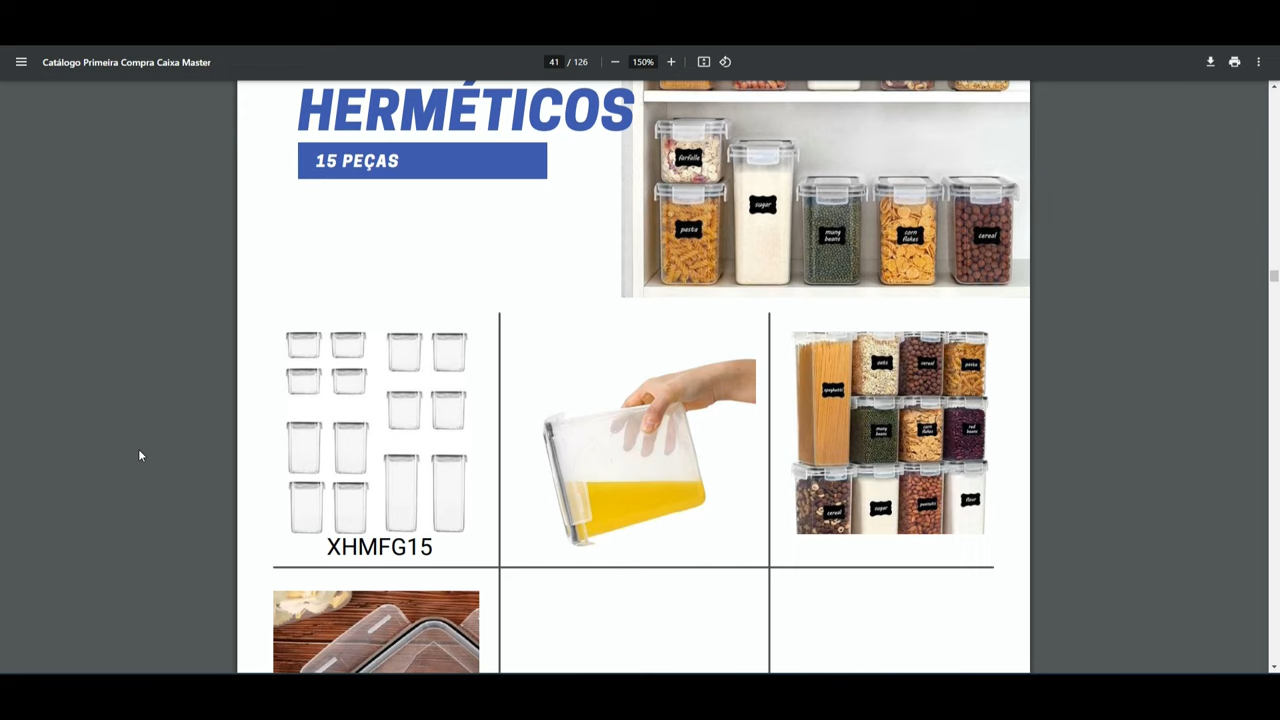 Catálogo Primeira Compra Caixa Master
41 / 126
150%
HERMÉTICOS
15 PEÇAS
farfalle
pasta
sugar
mung
beans
corn
flakes
cereal
XHMFG15
spaghetti
oats
cereal
pasta
mung
beans
corn
flakes
red
beans
cereal
sugar
peanuts
flour